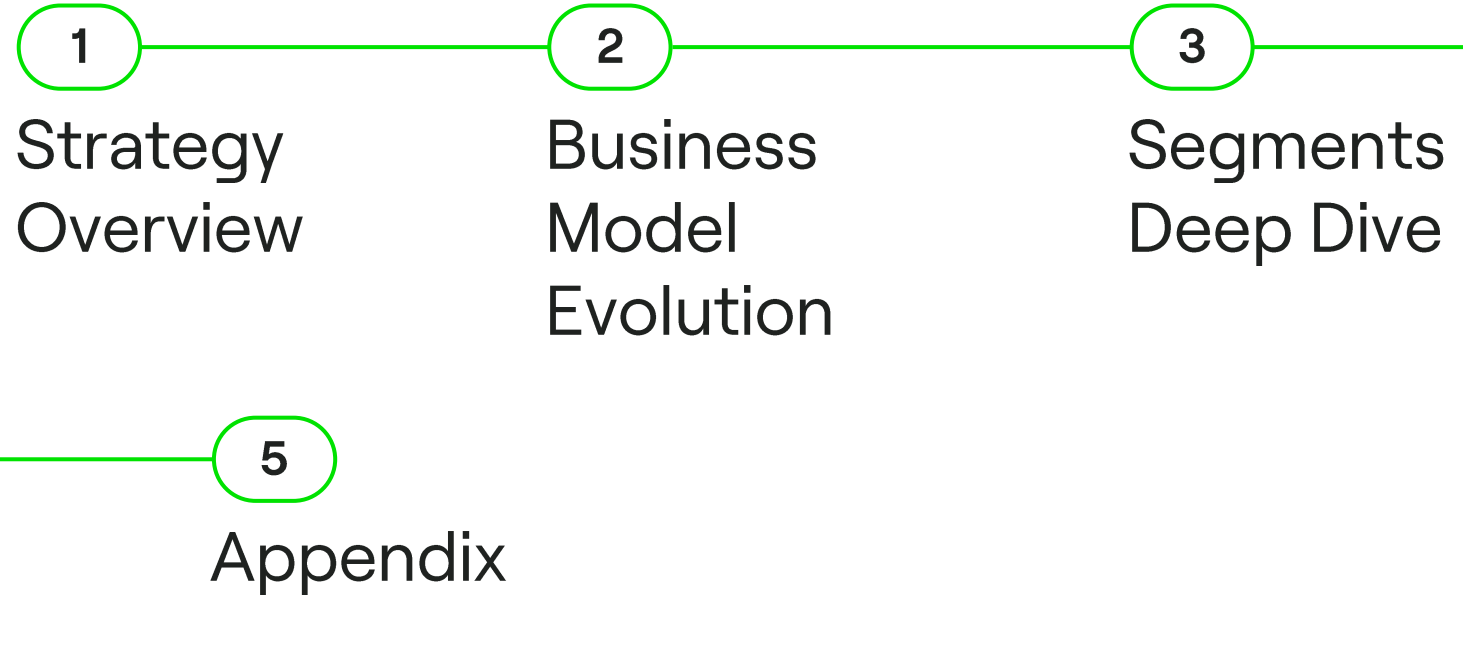 1
Strategy
Overview
2
Business
Model
Evolution
3
Segments
Deep Dive
5
Appendix